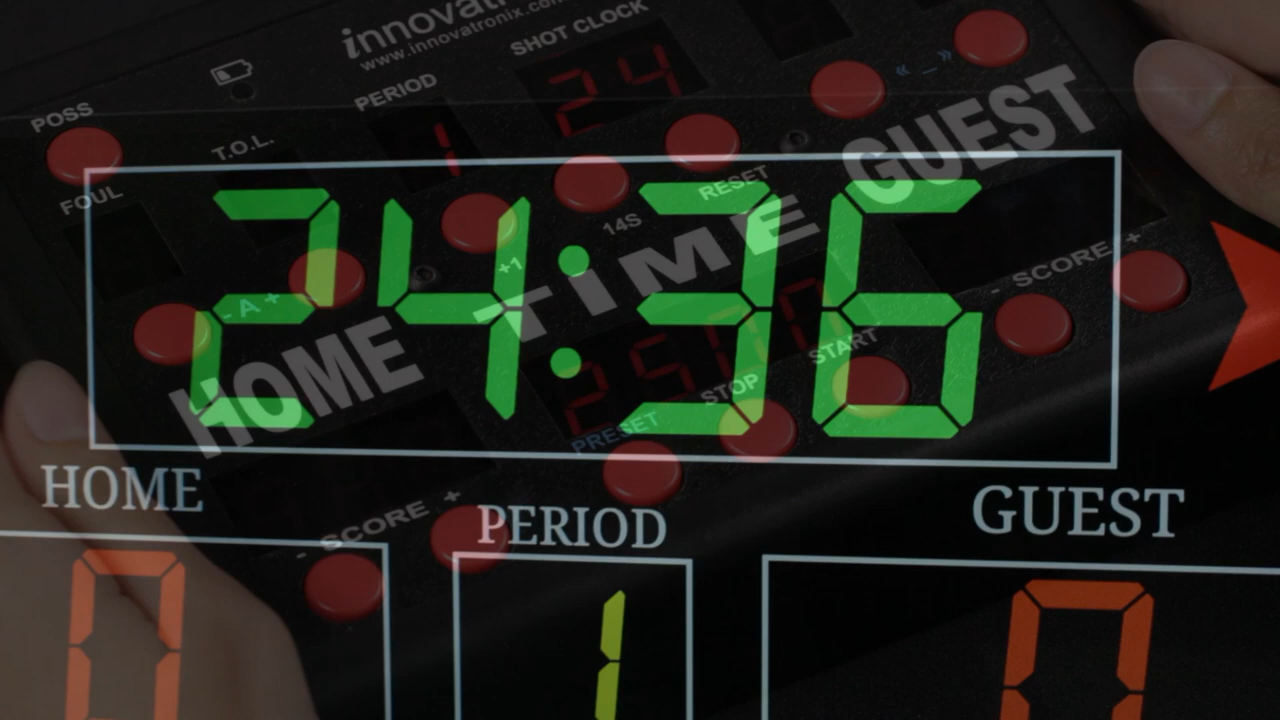 innovatronix
www.innovatronix.com
SHOT CLOCK
24
PERIOD
1
POSS
T.O.L.
FOUL
« _ »
RESET
14S
+1
- A +
24:36
HOME TIME GUEST
2500
- SCORE +
START
STOP
PRESET
- SCORE +
HOME
PERIOD
GUEST
0
1
0